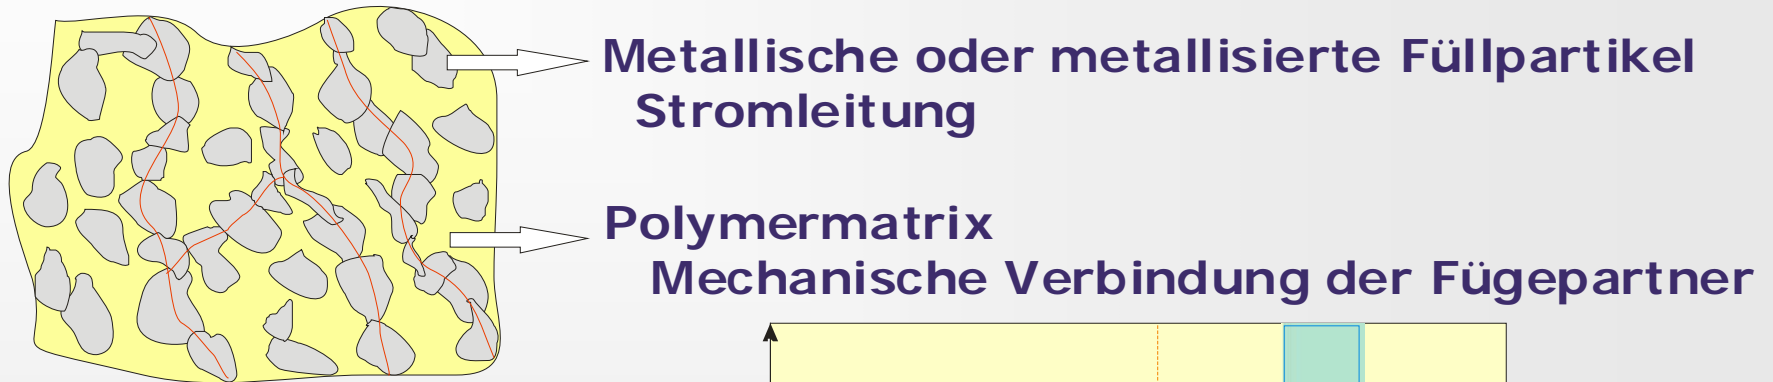 Metallische oder metallisierte Füllpartikel
Stromleitung
Polymermatrix
Mechanische Verbindung der Fügepartner